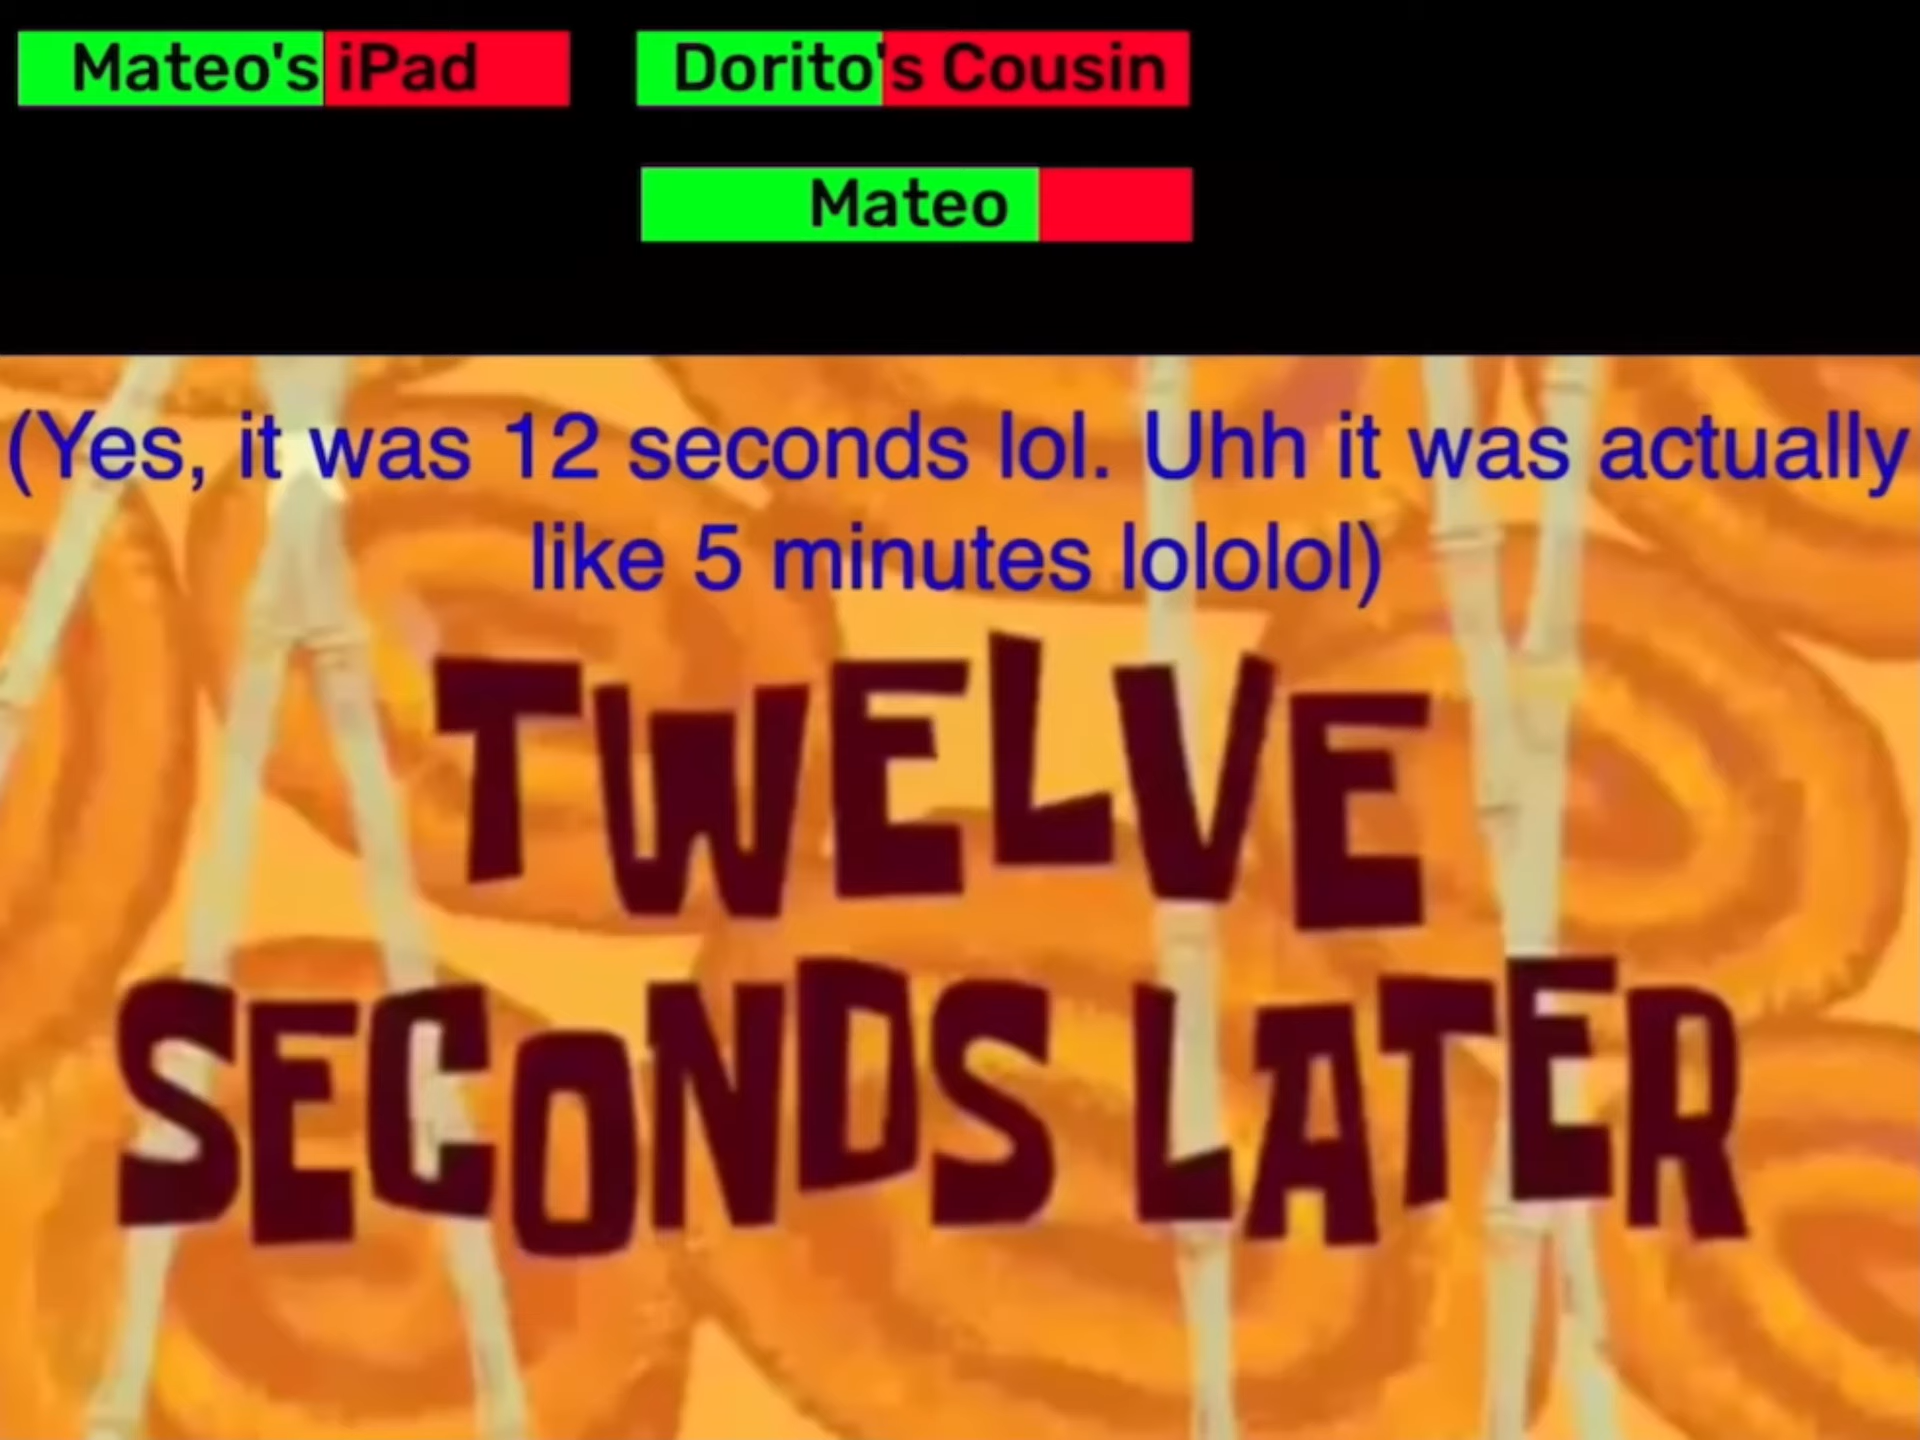 Mateo's iPad
Dorito's Cousin
Mateo
(Yes, it was 12 seconds lol. Uhh it was actually
like 5 minutes lololol)
TWELVE
SECONDS LATER